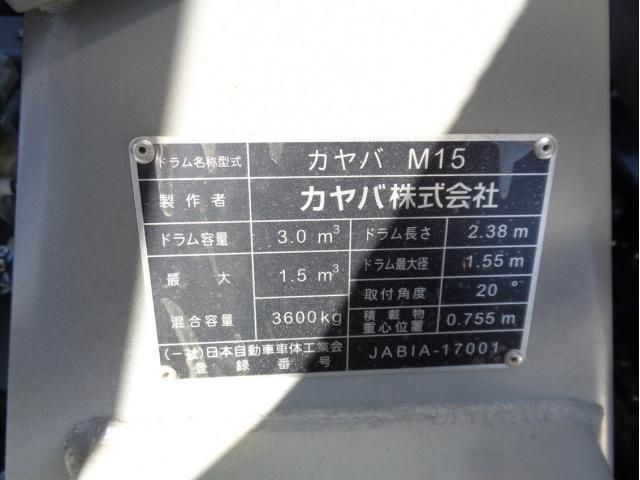 ドラム名称型式 カヤバ M15
製作者 カヤバ株式会社
ドラム容量 3.0 m³ ドラム長さ 2.38 m
最大 1.5 m³ ドラム最大径 1.55 m
取付角度 20°
混合容量 3600kg 積載物 0.755 m
重心位置
(一社)日本自動車車体工業会 JABIA-17001
登録番号